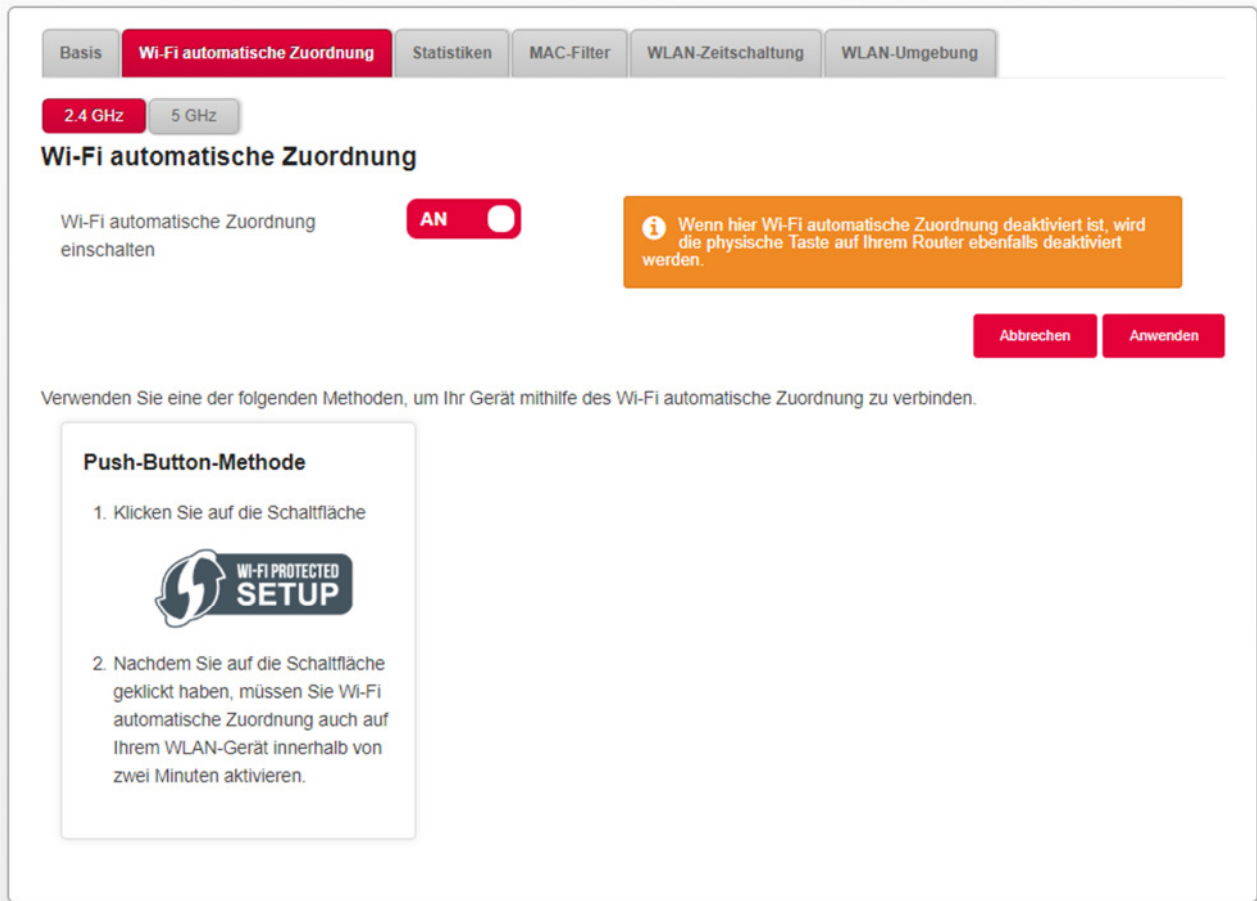 Basis Wi-Fi automatische Zuordnung Statistiken MAC-Filter WLAN-Zeitschaltung WLAN-Umgebung
2.4 GHz 5 GHz
Wi-Fi automatische Zuordnung
Wi-Fi automatische Zuordnung
einschalten
AN
Wenn hier Wi-Fi automatische Zuordnung deaktiviert ist, wird
die physische Taste auf Ihrem Router ebenfalls deaktiviert
werden.
Abbrechen Anwenden
Verwenden Sie eine der folgenden Methoden, um Ihr Gerät mithilfe des Wi-Fi automatische Zuordnung zu verbinden.
Push-Button-Methode
1. Klicken Sie auf die Schaltfläche
WI-FI PROTECTED
SETUP
2. Nachdem Sie auf die Schaltfläche
geklickt haben, müssen Sie Wi-Fi
automatische Zuordnung auch auf
Ihrem WLAN-Gerät innerhalb von
zwei Minuten aktivieren.